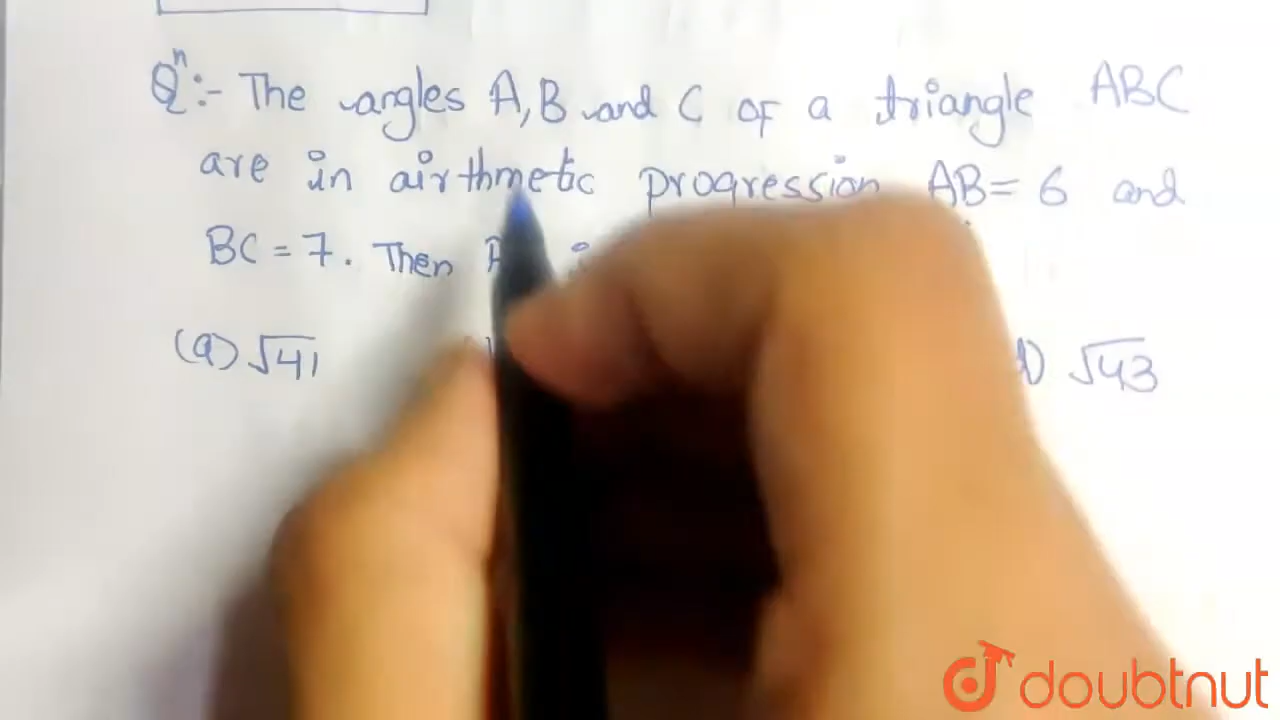 Qn:- The angles A, B and C of a triangle ABC
are in airthmetic progression AB = 6 and
BC = 7. Then
(a) √41 √43
doubtnut